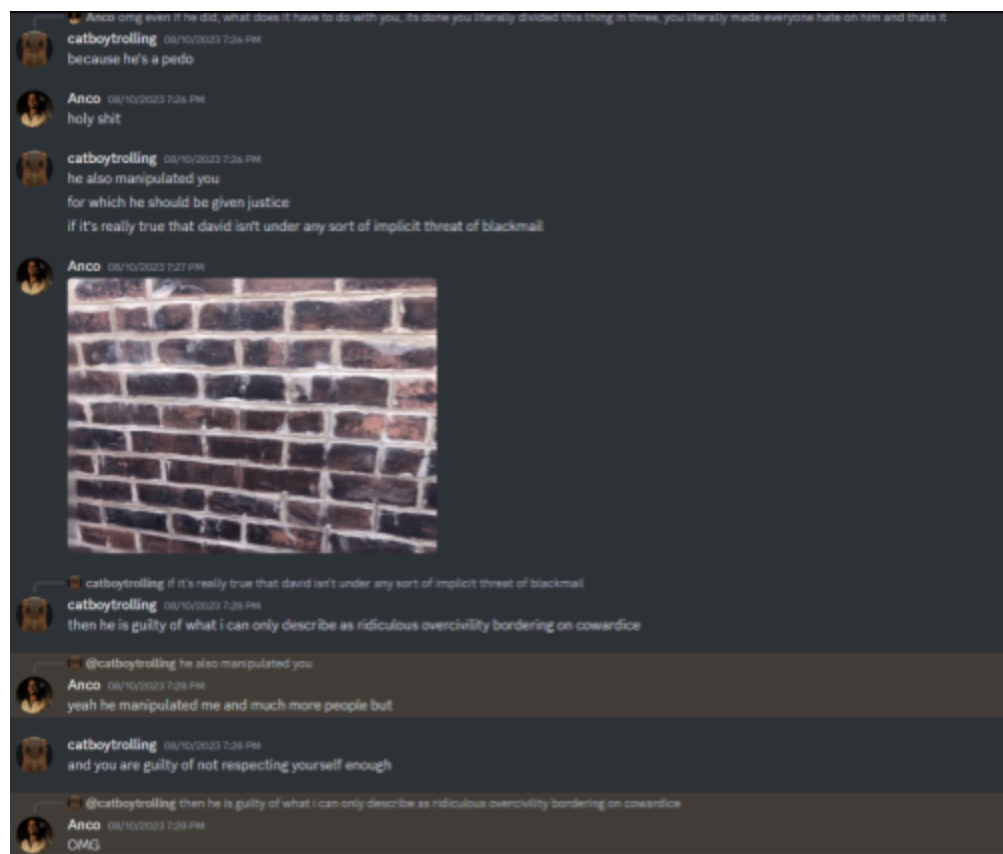 Anco omg even if he did, what does it have to do with you, its done you literally divided this thing in three, you literally made everyone hate on him and thats it
catboytrolling 08/10/2023 7:26 PM
because he's a pedo
Anco 08/10/2023 7:26 PM
holy shit
catboytrolling 08/10/2023 7:26 PM
he also manipulated you
for which he should be given justice
if it's really true that david isn't under any sort of implicit threat of blackmail
Anco 08/10/2023 7:27 PM
catboytrolling if it's really true that david isn't under any sort of implicit threat of blackmail
catboytrolling 08/10/2023 7:28 PM
then he is guilty of what i can only describe as ridiculous overcivility bordering on cowardice
@catboytrolling he also manipulated you
Anco 08/10/2023 7:28 PM
yeah he manipulated me and much more people but
catboytrolling 08/10/2023 7:28 PM
and you are guilty of not respecting yourself enough
@catboytrolling then he is guilty of what i can only describe as ridiculous overcivility bordering on cowardice
Anco 08/10/2023 7:28 PM
OMG